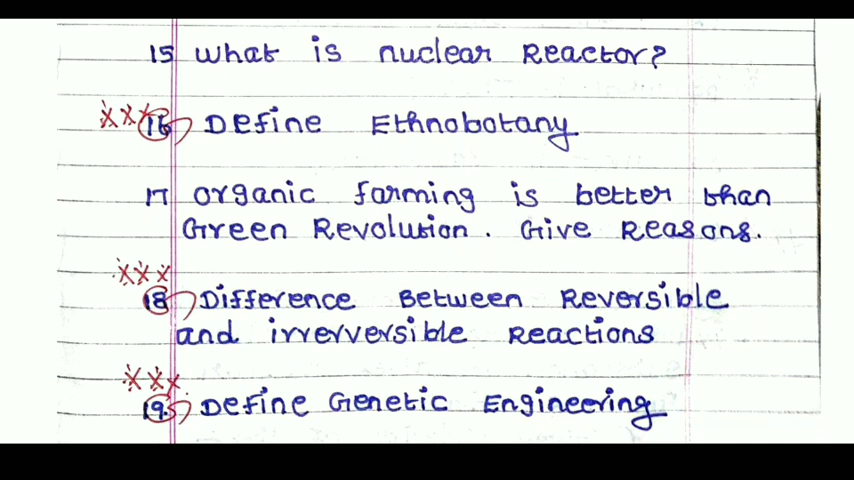 15 What is nuclear Reactor?
xxx 16 Define Ethnobotany
17 organic farming is better than
Green Revolution. Give Reasons.
xxx
18 Difference Between Reversible
and irrerversible Reactions
xxx
19. Define Genetic Engineering